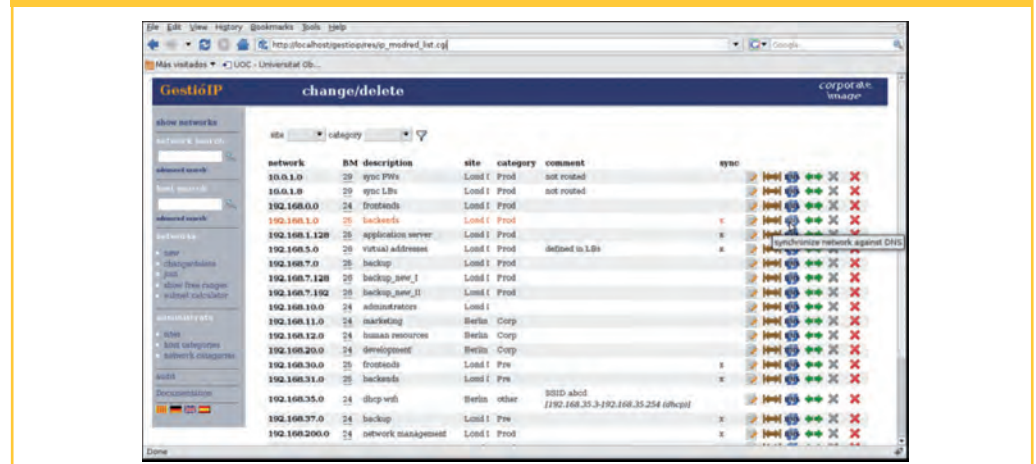 File Edit View History Bookmarks Tools Help
http://localhost/gestioip/res/ip_modred_list.cgi
Google
Más visitados UOC - Universitat Ob...
GestióIP change/delete corporate image
show networks
network search
advanced search
host search
advanced search
networks
new
change/delete
join
show free ranges
subnet calculator
administrate
sites
host categories
network categories
audit
Documentation
site category
network BM description site category comment sync
10.0.1.0 29 sync FWs Lond I Prod not routed
10.0.1.8 29 sync LBs Lond I Prod not routed
192.168.0.0 24 frontends Lond I Prod
192.168.1.0 25 backends Lond I Prod x
192.168.1.128 25 application server Lond I Prod x
192.168.5.0 26 virtual addresses Lond I Prod defined in LBs x
synchronize network against DNS
192.168.7.0 25 backup Lond I Prod
192.168.7.128 26 backup_new_I Lond I Prod
192.168.7.192 26 backup_new_II Lond I Prod
192.168.10.0 24 administrators Lond I
192.168.11.0 24 marketing Berlin Corp
192.168.12.0 24 human resources Berlin Corp
192.168.20.0 24 development Berlin Corp
192.168.30.0 25 frontends Lond I Pre x
192.168.31.0 25 backends Lond I Pre x
192.168.35.0 24 dhcp wifi Berlin other SSID abcd
[192.168.35.3-192.168.35.254 (dhcp)]
192.168.37.0 24 backup Lond I Pre x
192.168.200.0 24 network management Lond I Prod x
Done